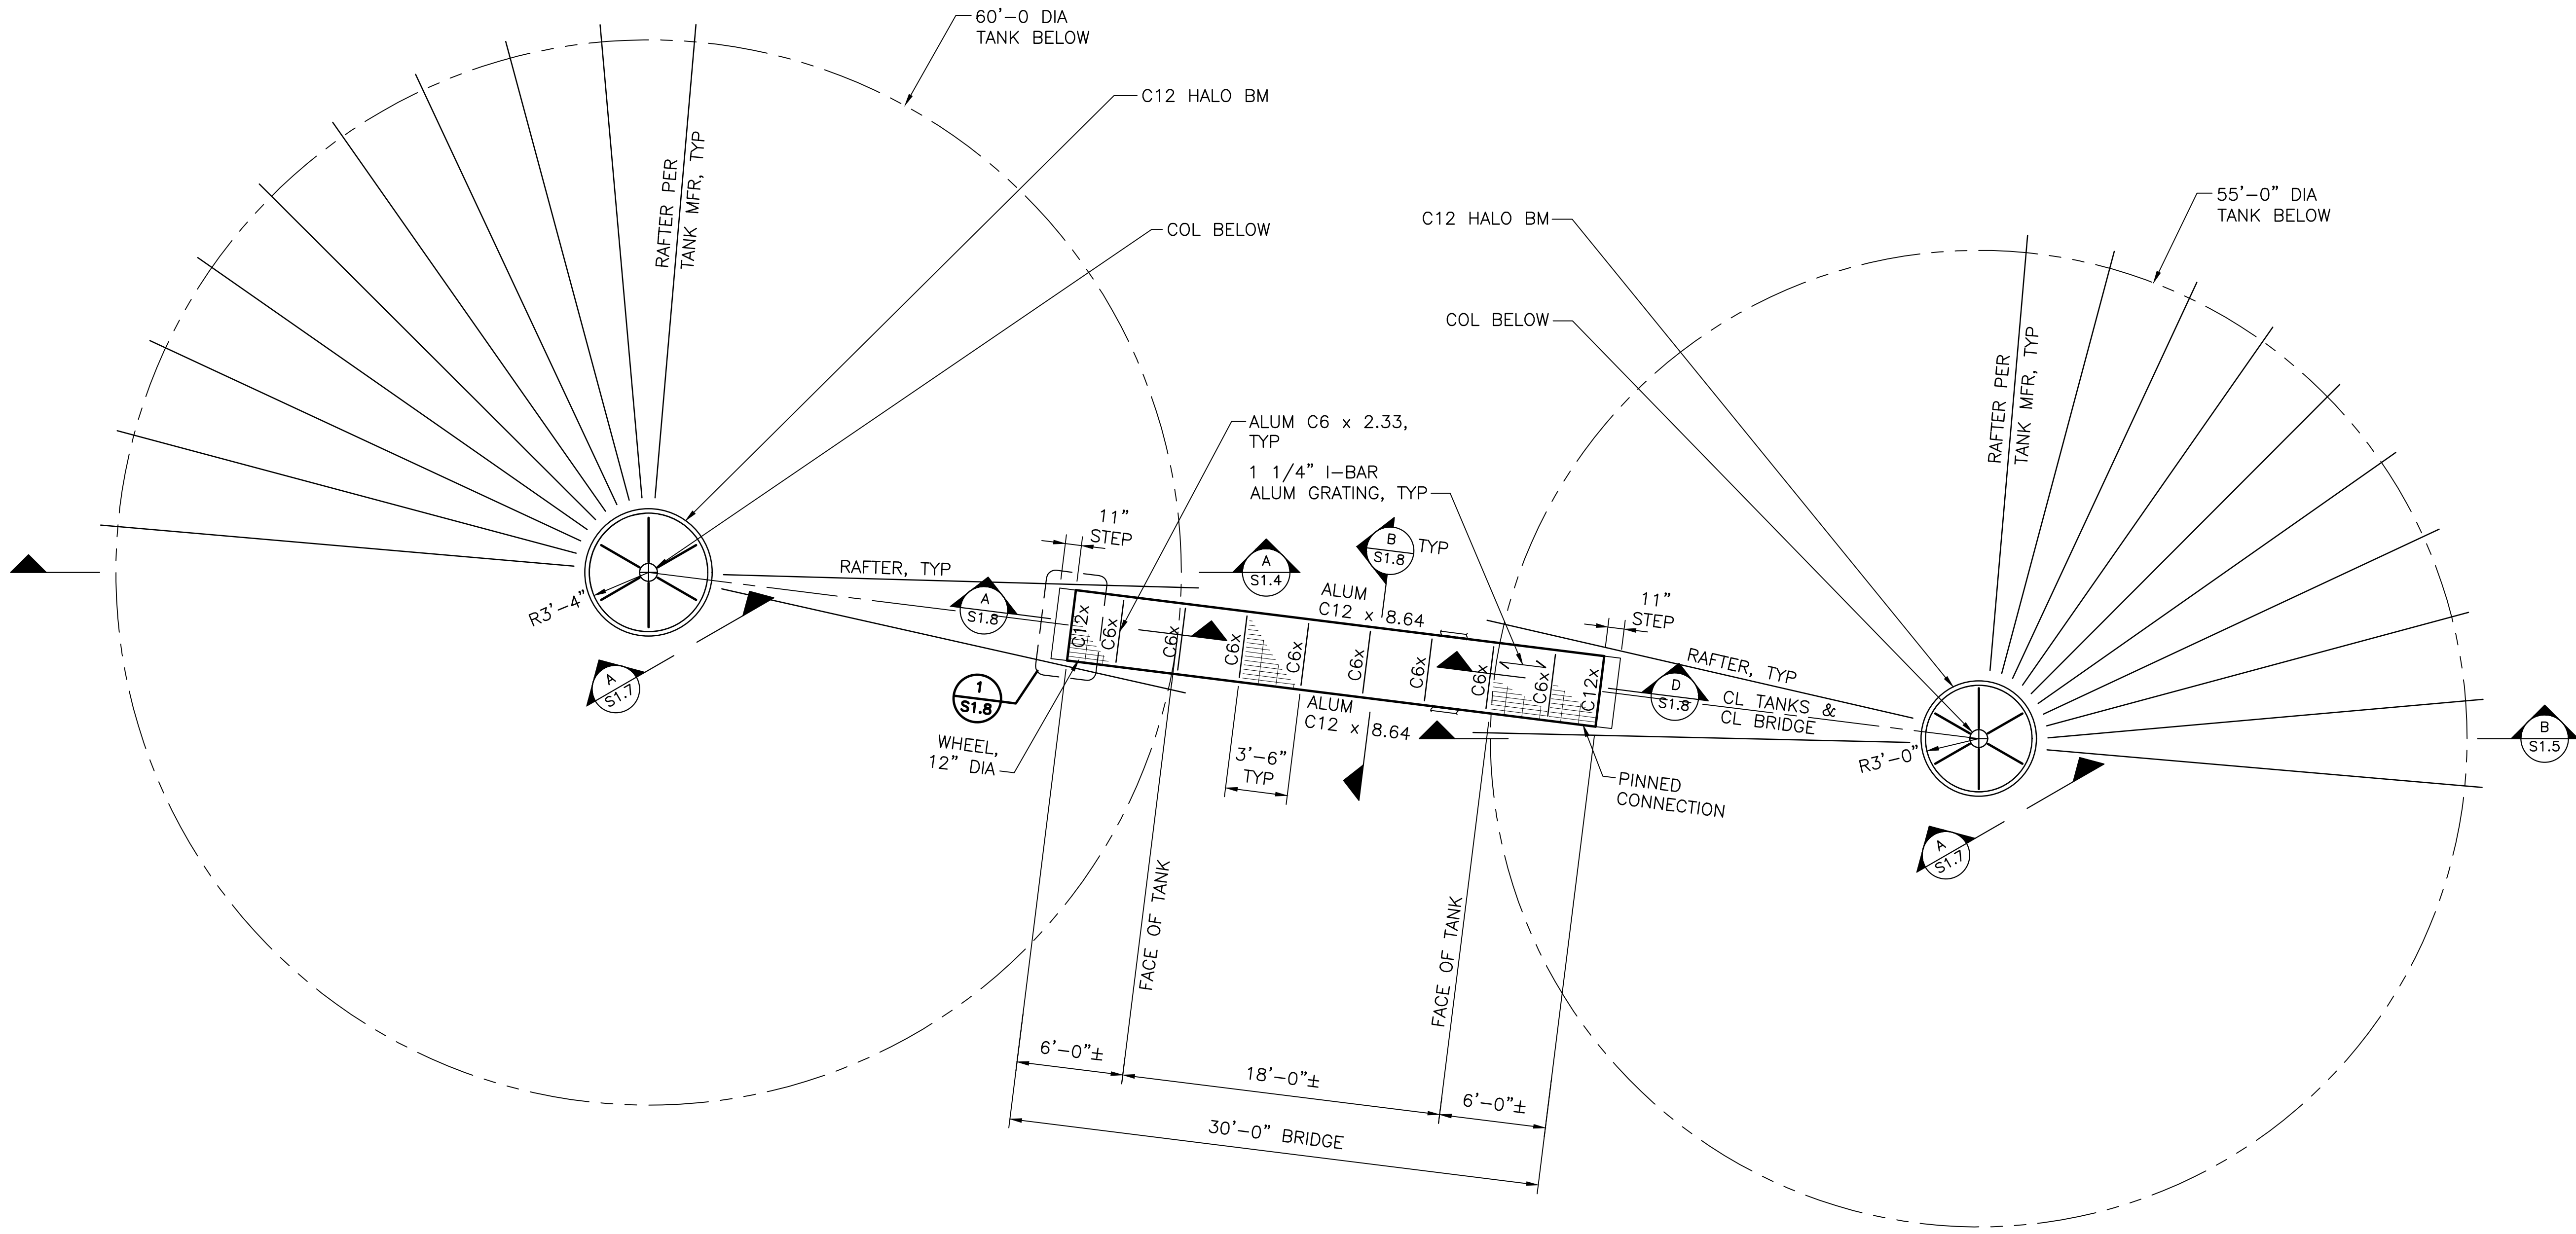 60'-0 DIA
TANK BELOW
C12 HALO BM
RAFTER PER
TANK MFR, TYP
COL BELOW
55'-0" DIA
TANK BELOW
C12 HALO BM
COL BELOW
RAFTER PER
TANK MFR, TYP
ALUM C6 x 2.33,
TYP
1 1/4" I-BAR
ALUM GRATING, TYP
11"
STEP
B
S1.8
TYP
A
S1.4
RAFTER, TYP
A
S1.8
R3'-4"
A
S1.7
C12x
C6x
C6x
C6x
C6x
C6x
C6x
C6x
C6x
C12x
ALUM
C12 x 8.64
11"
STEP
RAFTER, TYP
D
S1.8
CL TANKS &
CL BRIDGE
ALUM
C12 x 8.64
1
S1.8
WHEEL,
12" DIA
3'-6"
TYP
PINNED
CONNECTION
R3'-0"
B
S1.5
A
S1.7
FACE OF TANK
FACE OF TANK
6'-0"±
18'-0"±
6'-0"±
30'-0" BRIDGE